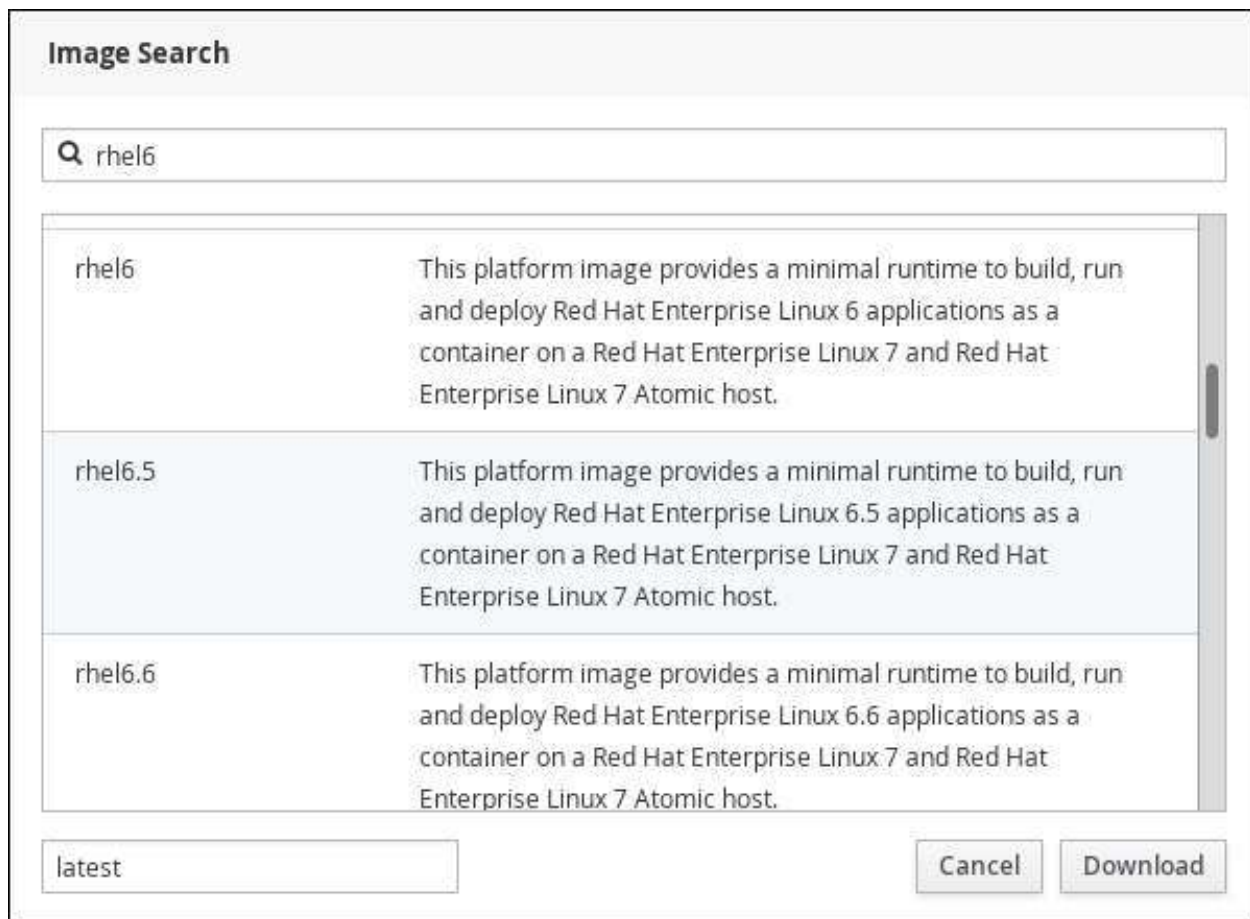 Image Search
rhel6
rhel6
This platform image provides a minimal runtime to build, run
and deploy Red Hat Enterprise Linux 6 applications as a
container on a Red Hat Enterprise Linux 7 and Red Hat
Enterprise Linux 7 Atomic host.
rhel6.5
This platform image provides a minimal runtime to build, run
and deploy Red Hat Enterprise Linux 6.5 applications as a
container on a Red Hat Enterprise Linux 7 and Red Hat
Enterprise Linux 7 Atomic host.
rhel6.6
This platform image provides a minimal runtime to build, run
and deploy Red Hat Enterprise Linux 6.6 applications as a
container on a Red Hat Enterprise Linux 7 and Red Hat
Enterprise Linux 7 Atomic host.
latest
Cancel
Download